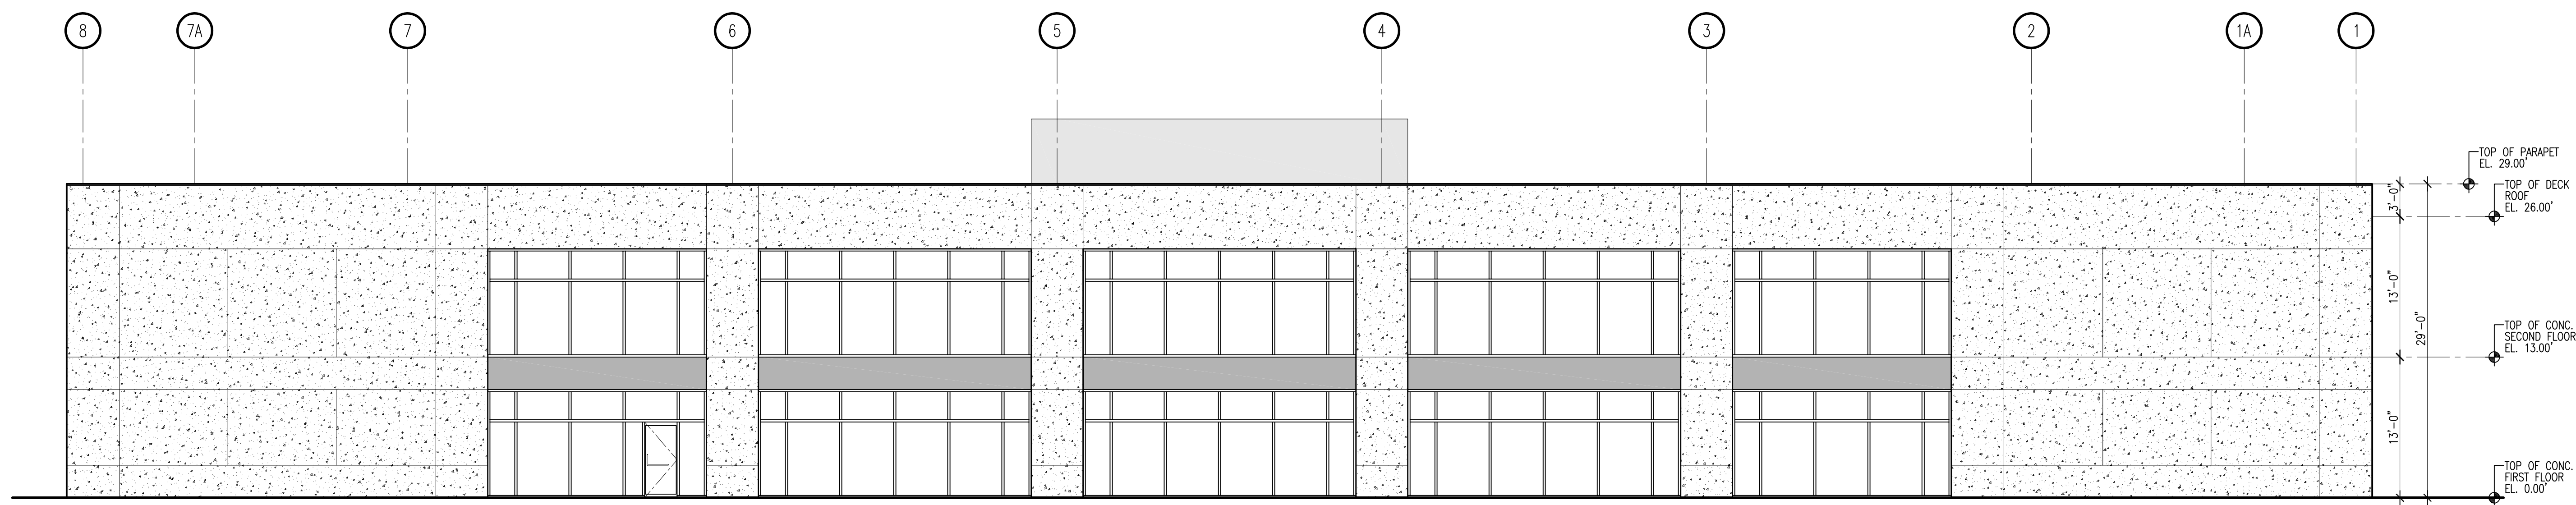 8
7A
7
6
5
4
3
2
1A
1
TOP OF PARAPET
EL. 29.00'
TOP OF DECK
ROOF
EL. 26.00'
3'-0"
13'-0"
29'-0"
TOP OF CONC.
SECOND FLOOR
EL. 13.00'
13'-0"
TOP OF CONC.
FIRST FLOOR
EL. 0.00'